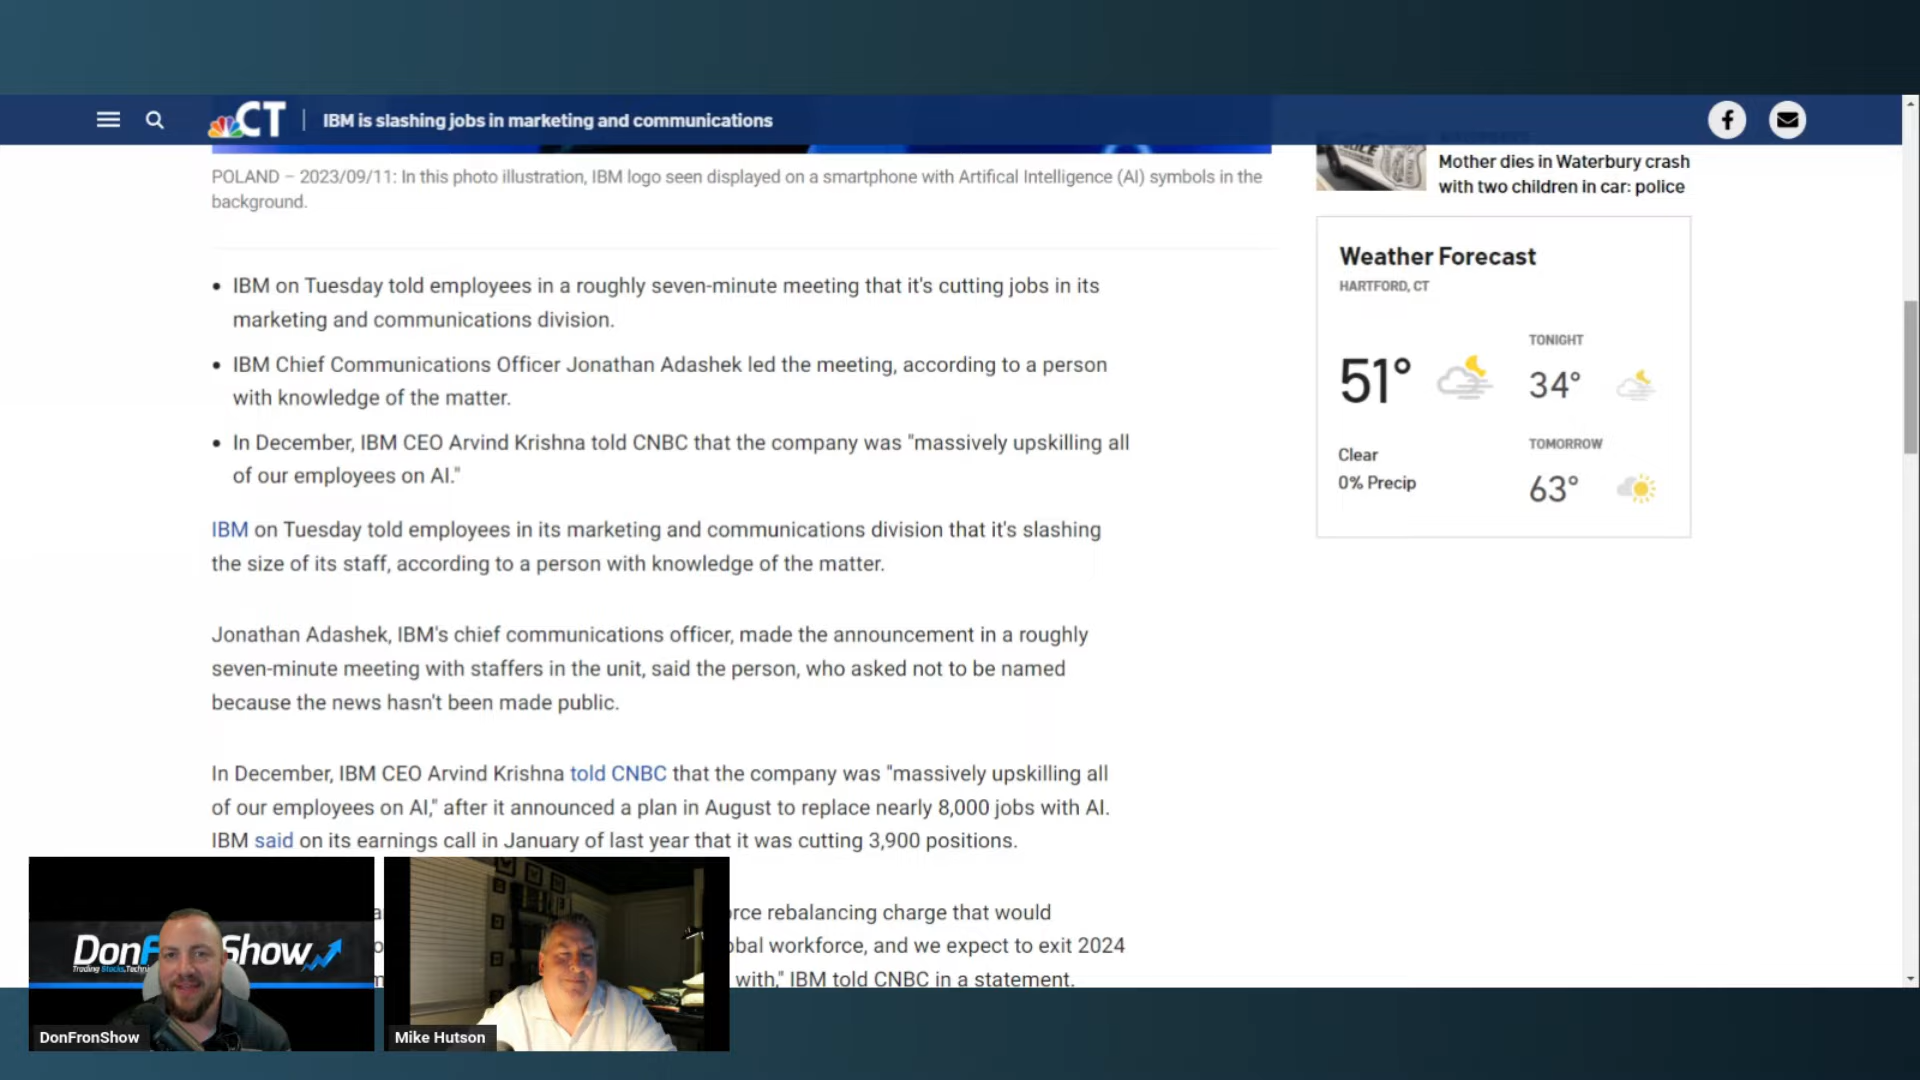 CT
IBM is slashing jobs in marketing and communications
POLAND – 2023/09/11: In this photo illustration, IBM logo seen displayed on a smartphone with Artifical Intelligence (AI) symbols in the
background.
• IBM on Tuesday told employees in a roughly seven-minute meeting that it's cutting jobs in its
marketing and communications division.
• IBM Chief Communications Officer Jonathan Adashek led the meeting, according to a person
with knowledge of the matter.
• In December, IBM CEO Arvind Krishna told CNBC that the company was "massively upskilling all
of our employees on AI."
IBM on Tuesday told employees in its marketing and communications division that it's slashing
the size of its staff, according to a person with knowledge of the matter.
Jonathan Adashek, IBM's chief communications officer, made the announcement in a roughly
seven-minute meeting with staffers in the unit, said the person, who asked not to be named
because the news hasn't been made public.
In December, IBM CEO Arvind Krishna told CNBC that the company was "massively upskilling all
of our employees on AI," after it announced a plan in August to replace nearly 8,000 jobs with AI.
IBM said on its earnings call in January of last year that it was cutting 3,900 positions.
rebalancing charge that would
workforce, and we expect to exit 2024
with," IBM told CNBC in a statement.
Mother dies in Waterbury crash
with two children in car: police
Weather Forecast
HARTFORD, CT
51°
Clear
0% Precip
TONIGHT
34°
TOMORROW
63°
DonF Show
Trading Stocks
DonFronShow
Mike Hutson